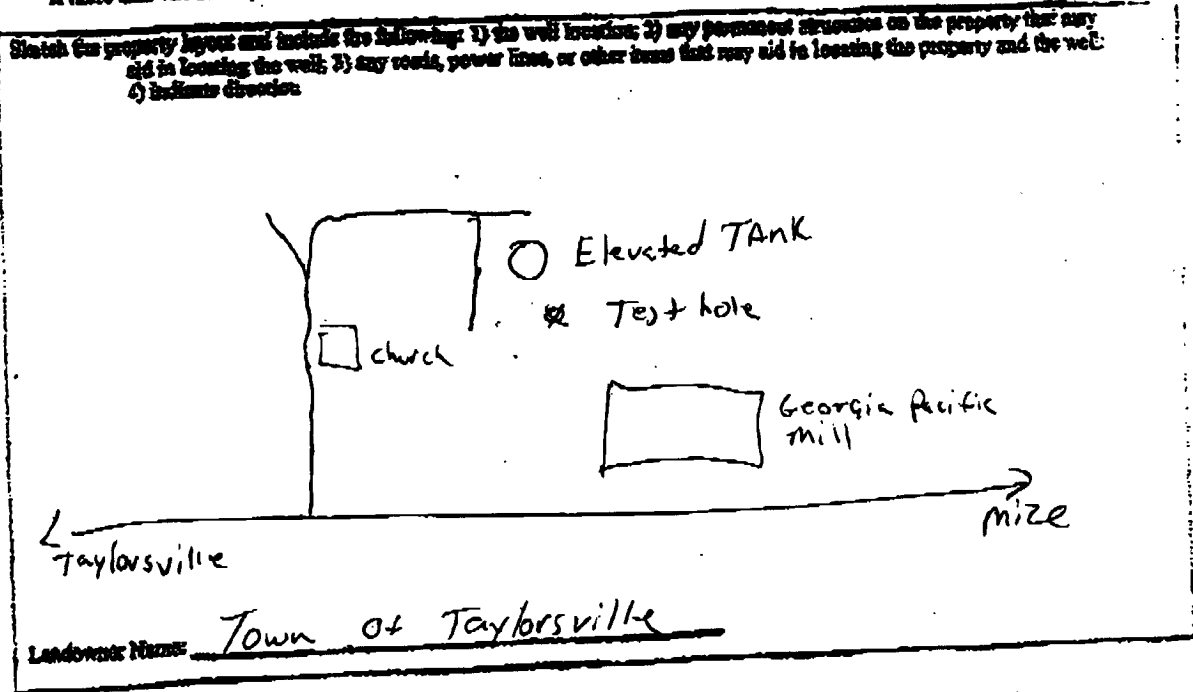 Sketch the property layout and include the following: 1) the well location; 2) any permanent structures on the property that may
aid in locating the well; 3) any roads, power lines, or other items that may aid in locating the property and the well:
4) Indicate direction
Elevated TAnK
Test hole
church
Georgia Pacific
mill
Mize
Taylorsville
Landowner Name: Town Of Taylorsville